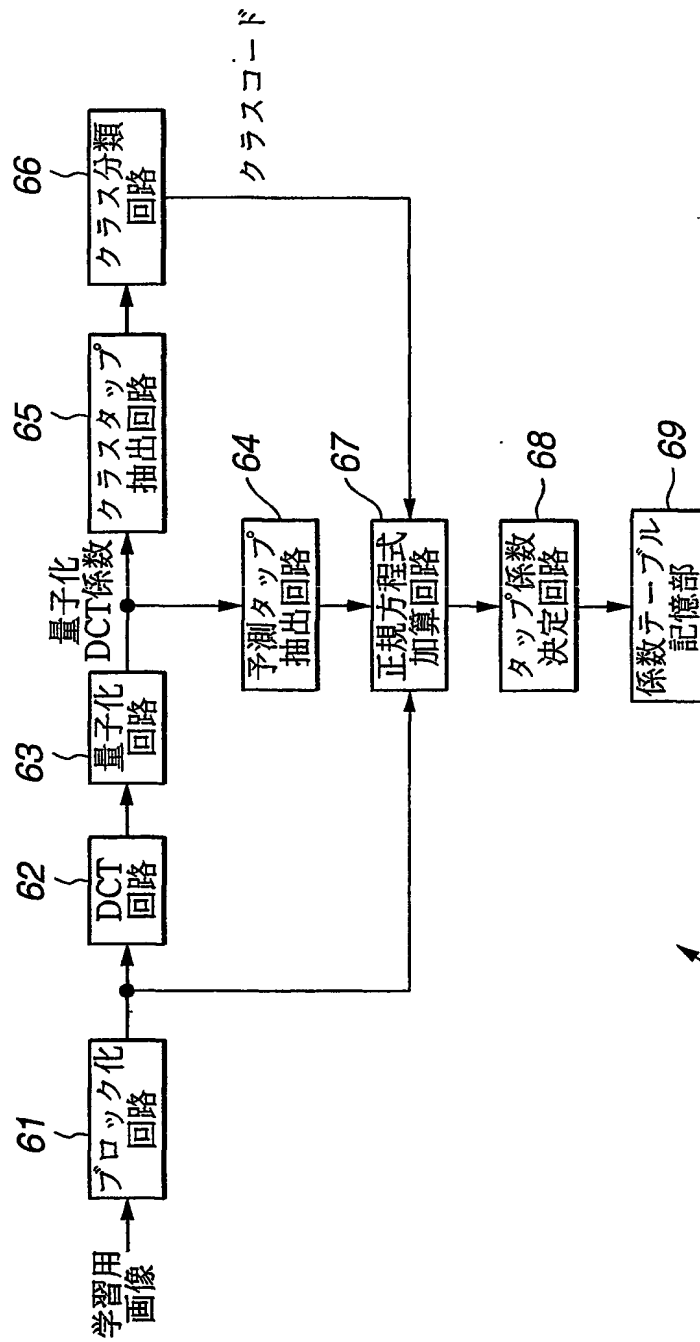 学習用
画像
61
ブロック化
回路
62
DCT
回路
63
量子化
回路
量子化
DCT係数
65
クラスタップ
抽出回路
66
クラス分類
回路
クラスコード
64
予測タップ
抽出回路
67
正規方程式
加算回路
68
タップ係数
決定回路
69
係数テーブル
記憶部